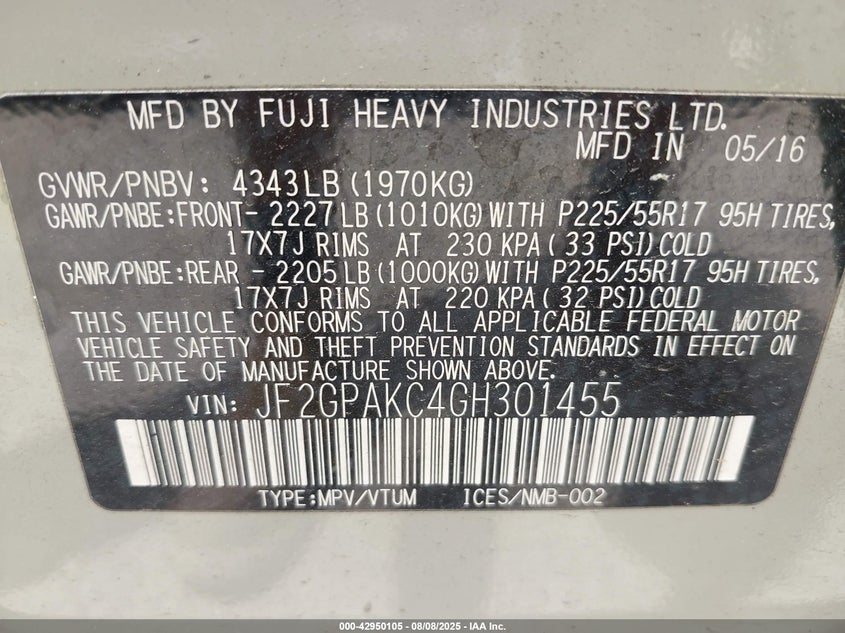 MFD BY FUJI HEAVY INDUSTRIES LTD.
MFD IN 05/16
GVWR/PNBV: 4343LB (1970KG)
GAWR/PNBE:FRONT- 2227LB (1010KG) WITH P225/55R17 95H TIRES,
17X7J RIMS AT 230 KPA (33 PSI) COLD
GAWR/PNBE:REAR - 2205LB (1000KG) WITH P225/55R17 95H TIRES,
17X7J RIMS AT 220 KPA (32 PSI) COLD
THIS VEHICLE CONFORMS TO ALL APPLICABLE FEDERAL MOTOR
VEHICLE SAFETY AND THEFT PREVENTION STANDARDS IN EFFECT ON
THE DATE OF MANUFACTURE SHOWN ABOVE.
VIN: JF2GPAKC4GH301455
TYPE:MPV/VTUM ICES/NMB-002
000-42950105 - 08/08/2025 - IAA Inc.